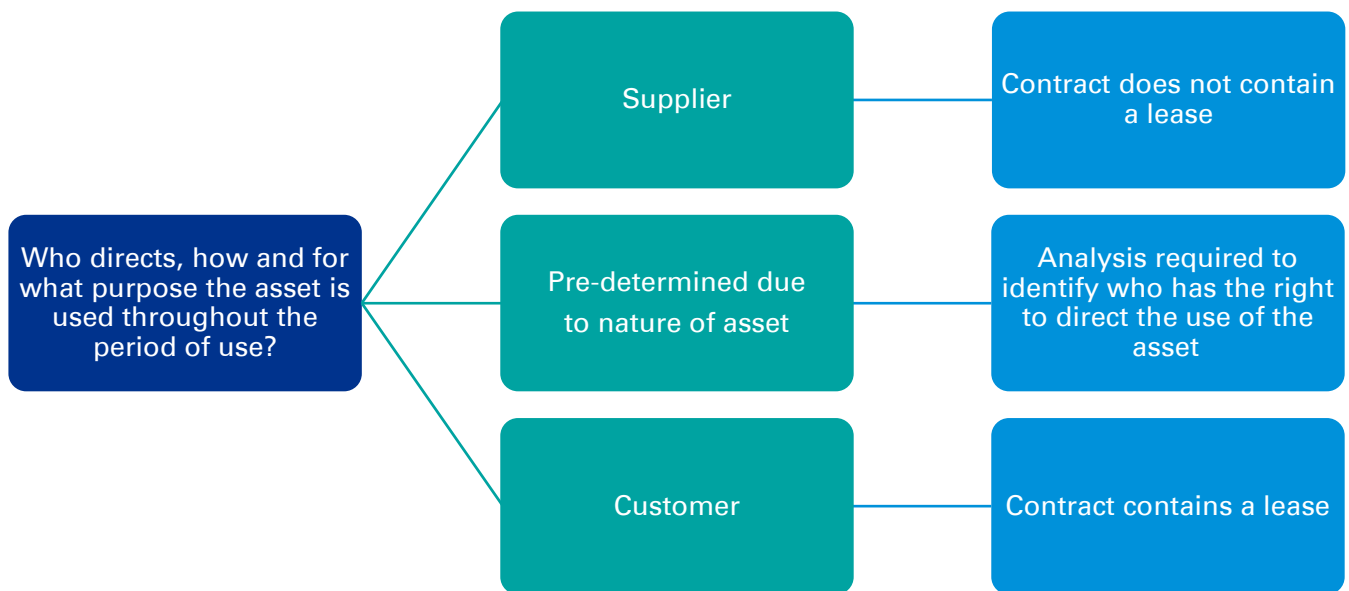 Supplier
Contract does not contain
a lease
Who directs, how and for
what purpose the asset is
used throughout the
period of use?
Pre-determined due
to nature of asset
Analysis required to
identify who has the right
to direct the use of the
asset
Customer
Contract contains a lease